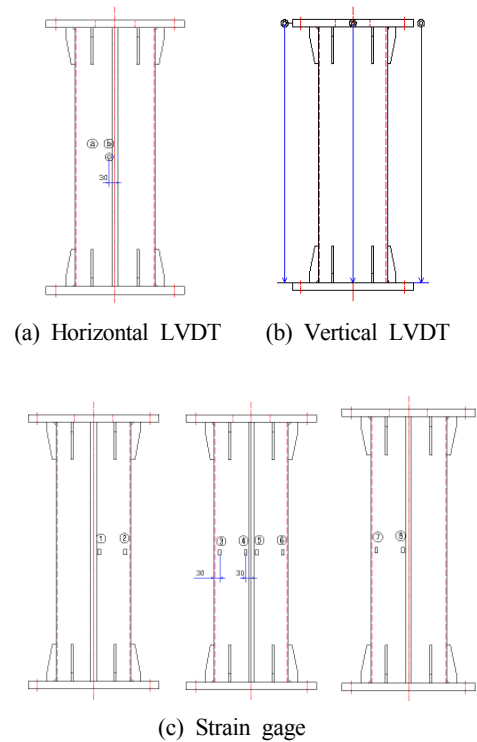 ⓐ ⓑ
ⓒ
30
(a) Horizontal LVDT
(b) Vertical LVDT
① ②
③ ④ ⑤ ⑥
30 30
⑦ ⑧
(c) Strain gage